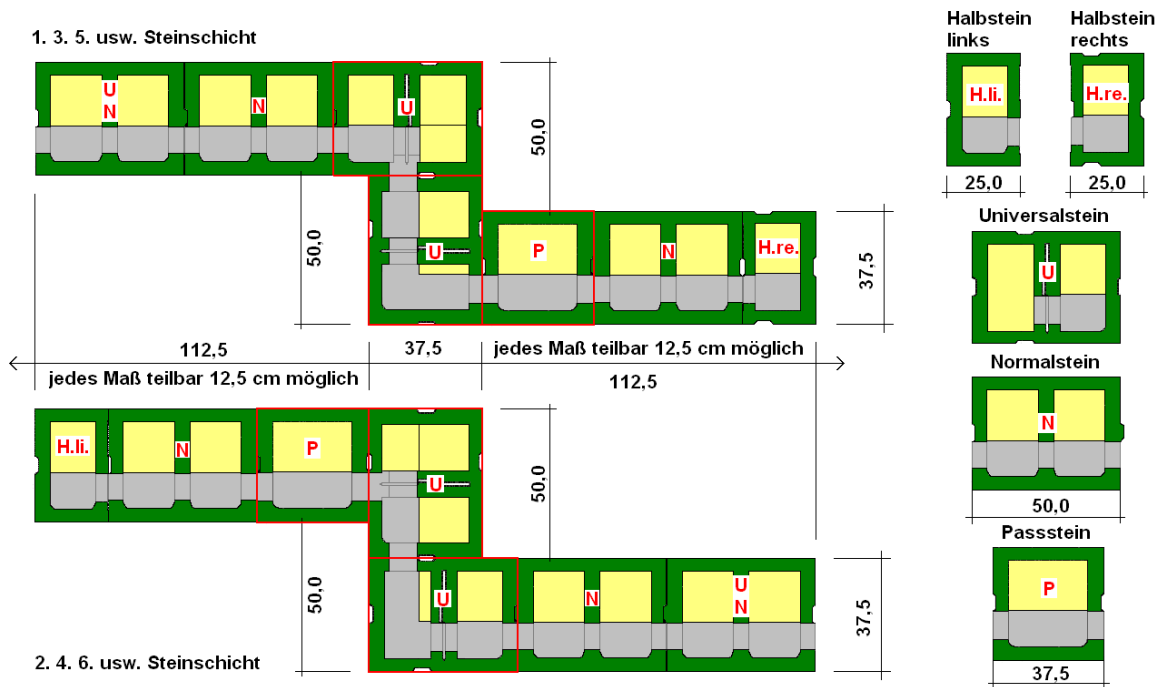 1. 3. 5. usw. Steinschicht
U
N
N
U
50,0
50,0
U
P
N
H.re.
37,5
112,5
37,5
jedes Maß teilbar 12,5 cm möglich
jedes Maß teilbar 12,5 cm möglich
112,5
H.li.
N
P
U
50,0
50,0
U
N
U
N
37,5
2. 4. 6. usw. Steinschicht
Halbstein
links
H.li.
25,0
Halbstein
rechts
H.re.
25,0
Universalstein
U
Normalstein
N
50,0
Passstein
P
37,5